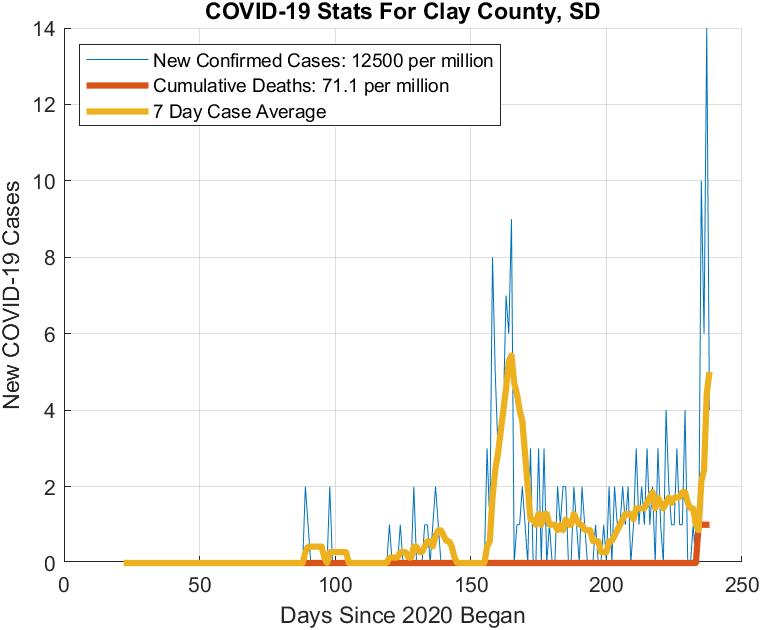 COVID-19 Stats For Clay County, SD
New Confirmed Cases: 12500 per million
Cumulative Deaths: 71.1 per million
7 Day Case Average
New COVID-19 Cases
14
12
10
8
6
4
2
0
0 50 100 150 200 250
Days Since 2020 Began